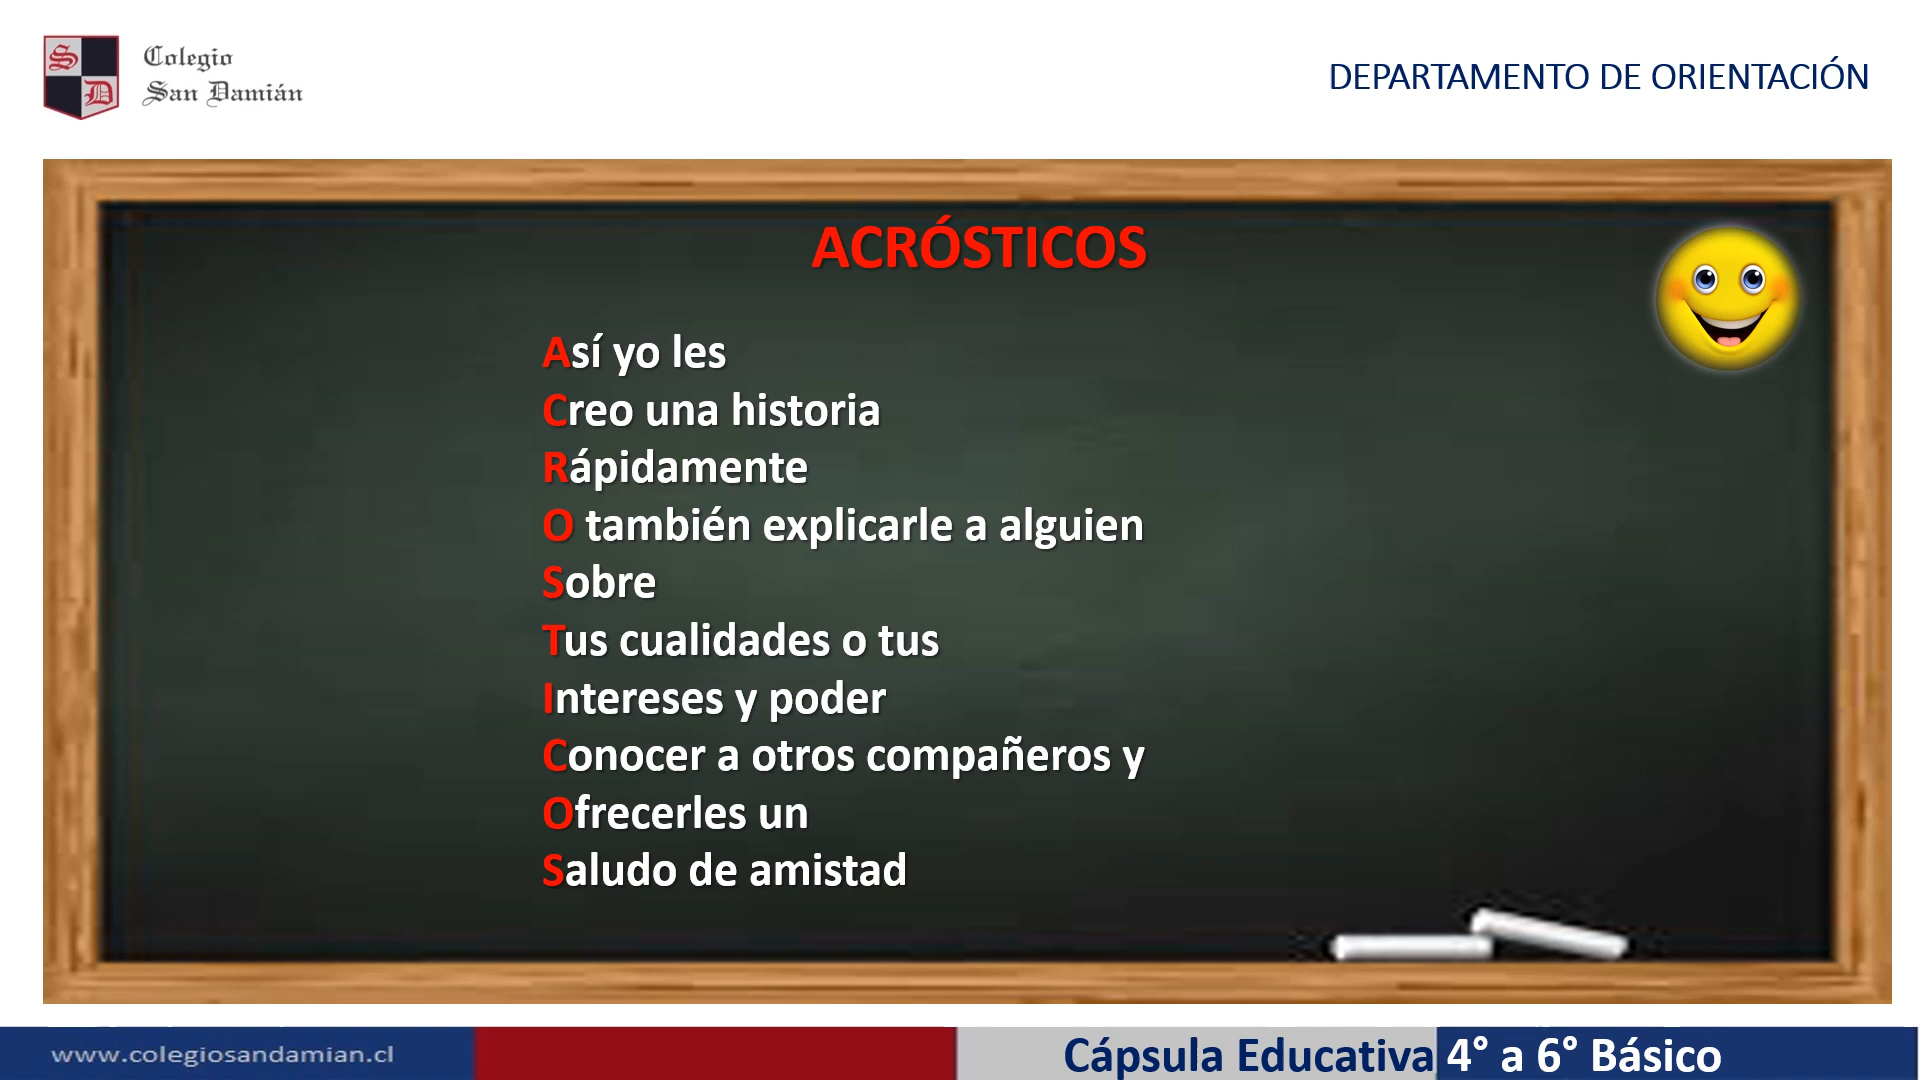 S
D
Colegio
San Damián
DEPARTAMENTO DE ORIENTACIÓN
ACRÓSTICOS
Así yo les
Creo una historia
Rápidamente
O también explicarle a alguien
Sobre
Tus cualidades o tus
Intereses y poder
Conocer a otros compañeros y
Ofrecerles un
Saludo de amistad
www.colegiosandamian.cl
Cápsula Educativa 4° a 6° Básico